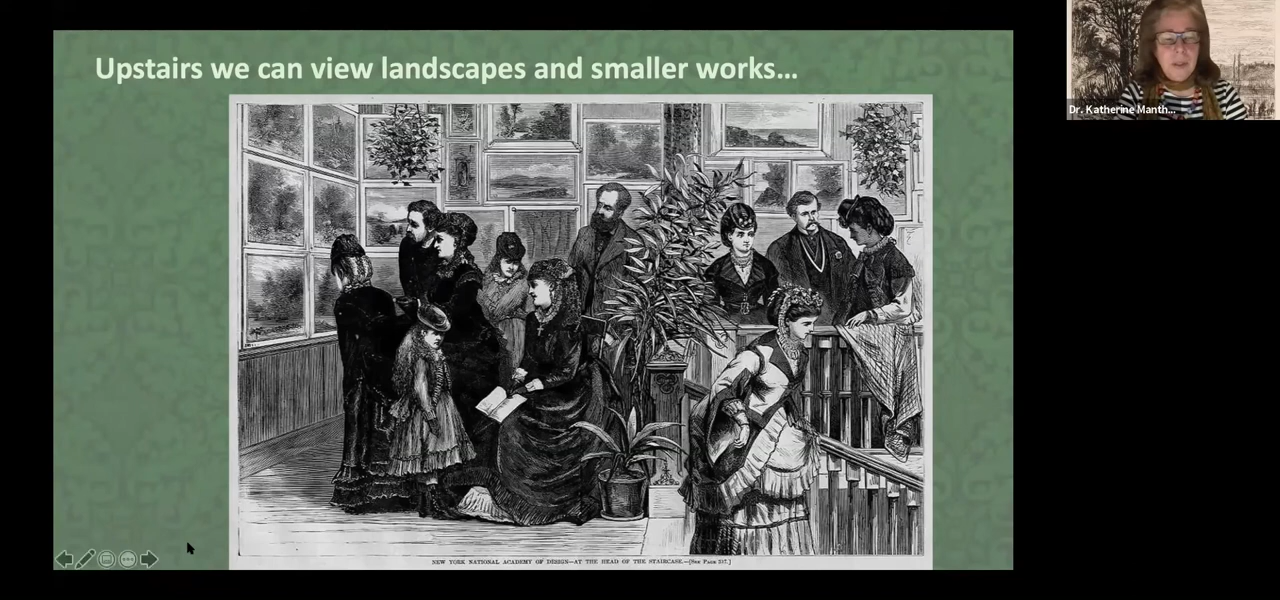 Upstairs we can view landscapes and smaller works...
Dr. Katherine Manth...
NEW YORK NATIONAL ACADEMY OF DESIGN—AT THE HEAD OF THE STAIRCASE.—[See Page 317.]